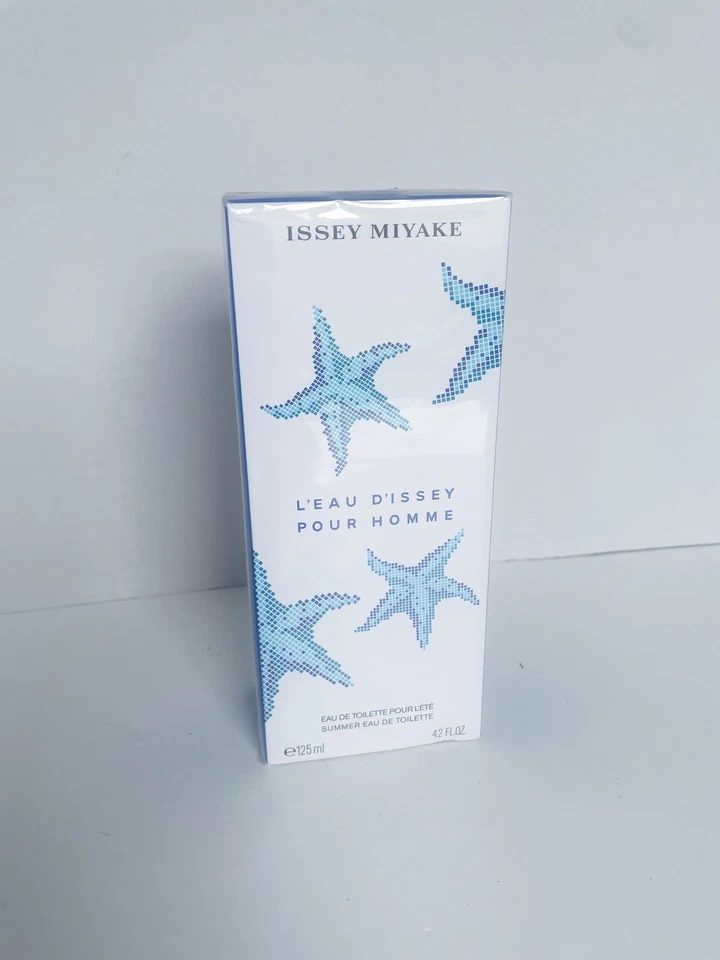 ISSEY MIYAKE
L'EAU D'ISSEY
POUR HOMME
EAU DE TOILETTE POUR L'ÉTÉ
SUMMER EAU DE TOILETTE
℮125 ml 4.2 FL.OZ.